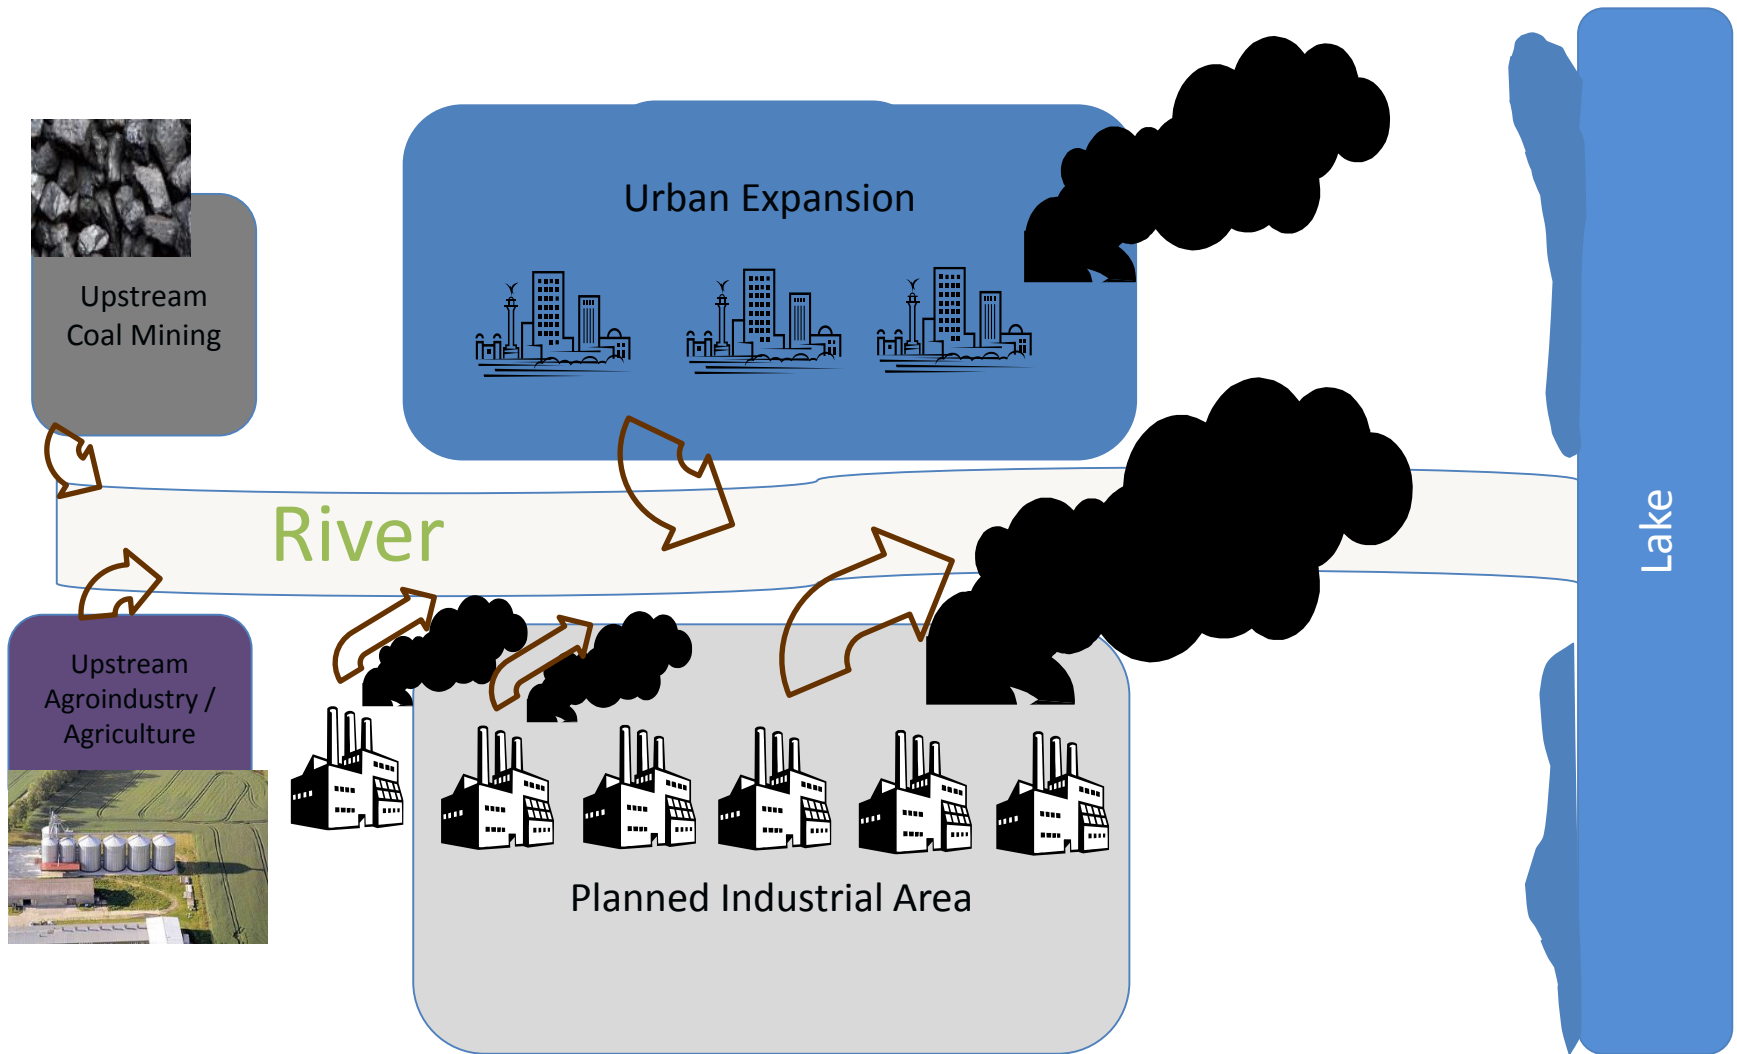 Urban Expansion
Upstream
Coal Mining
River
Lake
Upstream
Agroindustry /
Agriculture
Planned Industrial Area